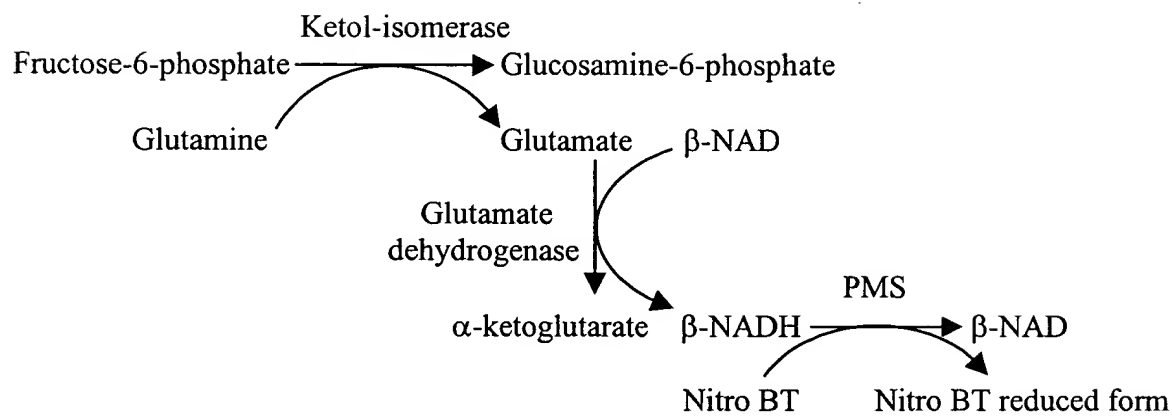 Ketol-isomerase
Fructose-6-phosphate Glucosamine-6-phosphate
Glutamine Glutamate β-NAD
Glutamate
dehydrogenase
PMS
α-ketoglutarate β-NADH β-NAD
Nitro BT Nitro BT reduced form